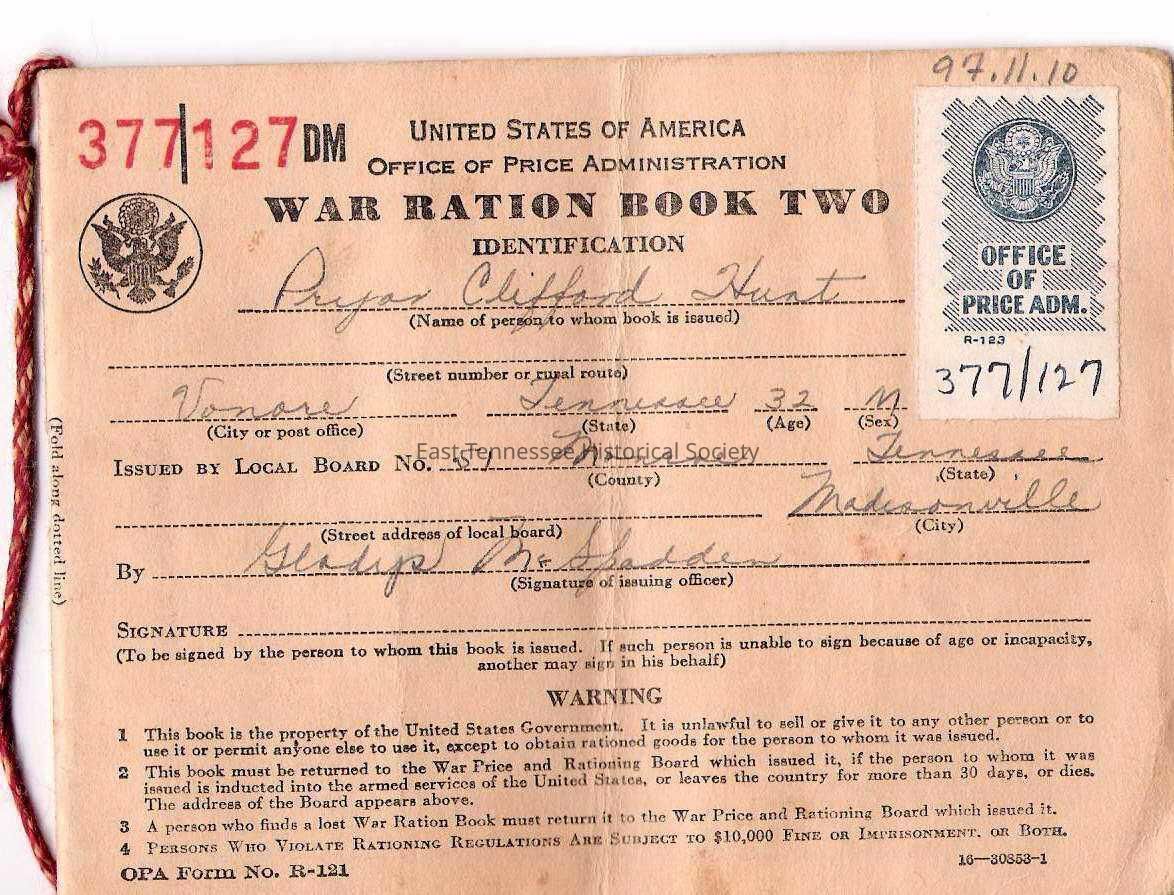 97.11.10
377|127 DM
UNITED STATES OF AMERICA
OFFICE OF PRICE ADMINISTRATION
WAR RATION BOOK TWO
IDENTIFICATION
OFFICE
OF
PRICE ADM.
R-123
377/127
Pryor Clifford Hunt
(Name of person to whom book is issued)
(Street number or rural route)
Vonore Tennessee 32 M
(City or post office) (State) (Age) (Sex)
East Tennessee Historical Society
ISSUED BY LOCAL BOARD NO. Tennessee
(County) (State)
Madisonville
(Street address of local board) (City)
By Gladys McSpadden
(Signature of issuing officer)
(Fold along dotted line)
SIGNATURE
(To be signed by the person to whom this book is issued. If such person is unable to sign because of age or incapacity,
another may sign in his behalf)
WARNING
1 This book is the property of the United States Government. It is unlawful to sell or give it to any other person or to
use it or permit anyone else to use it, except to obtain rationed goods for the person to whom it was issued.
2 This book must be returned to the War Price and Rationing Board which issued it, if the person to whom it was
issued is inducted into the armed services of the United States, or leaves the country for more than 30 days, or dies.
The address of the Board appears above.
3 A person who finds a lost War Ration Book must return it to the War Price and Rationing Board which issued it.
4 PERSONS WHO VIOLATE RATIONING REGULATIONS ARE SUBJECT TO $10,000 FINE OR IMPRISONMENT, OR BOTH.
OPA Form No. R-121
16—30853-1